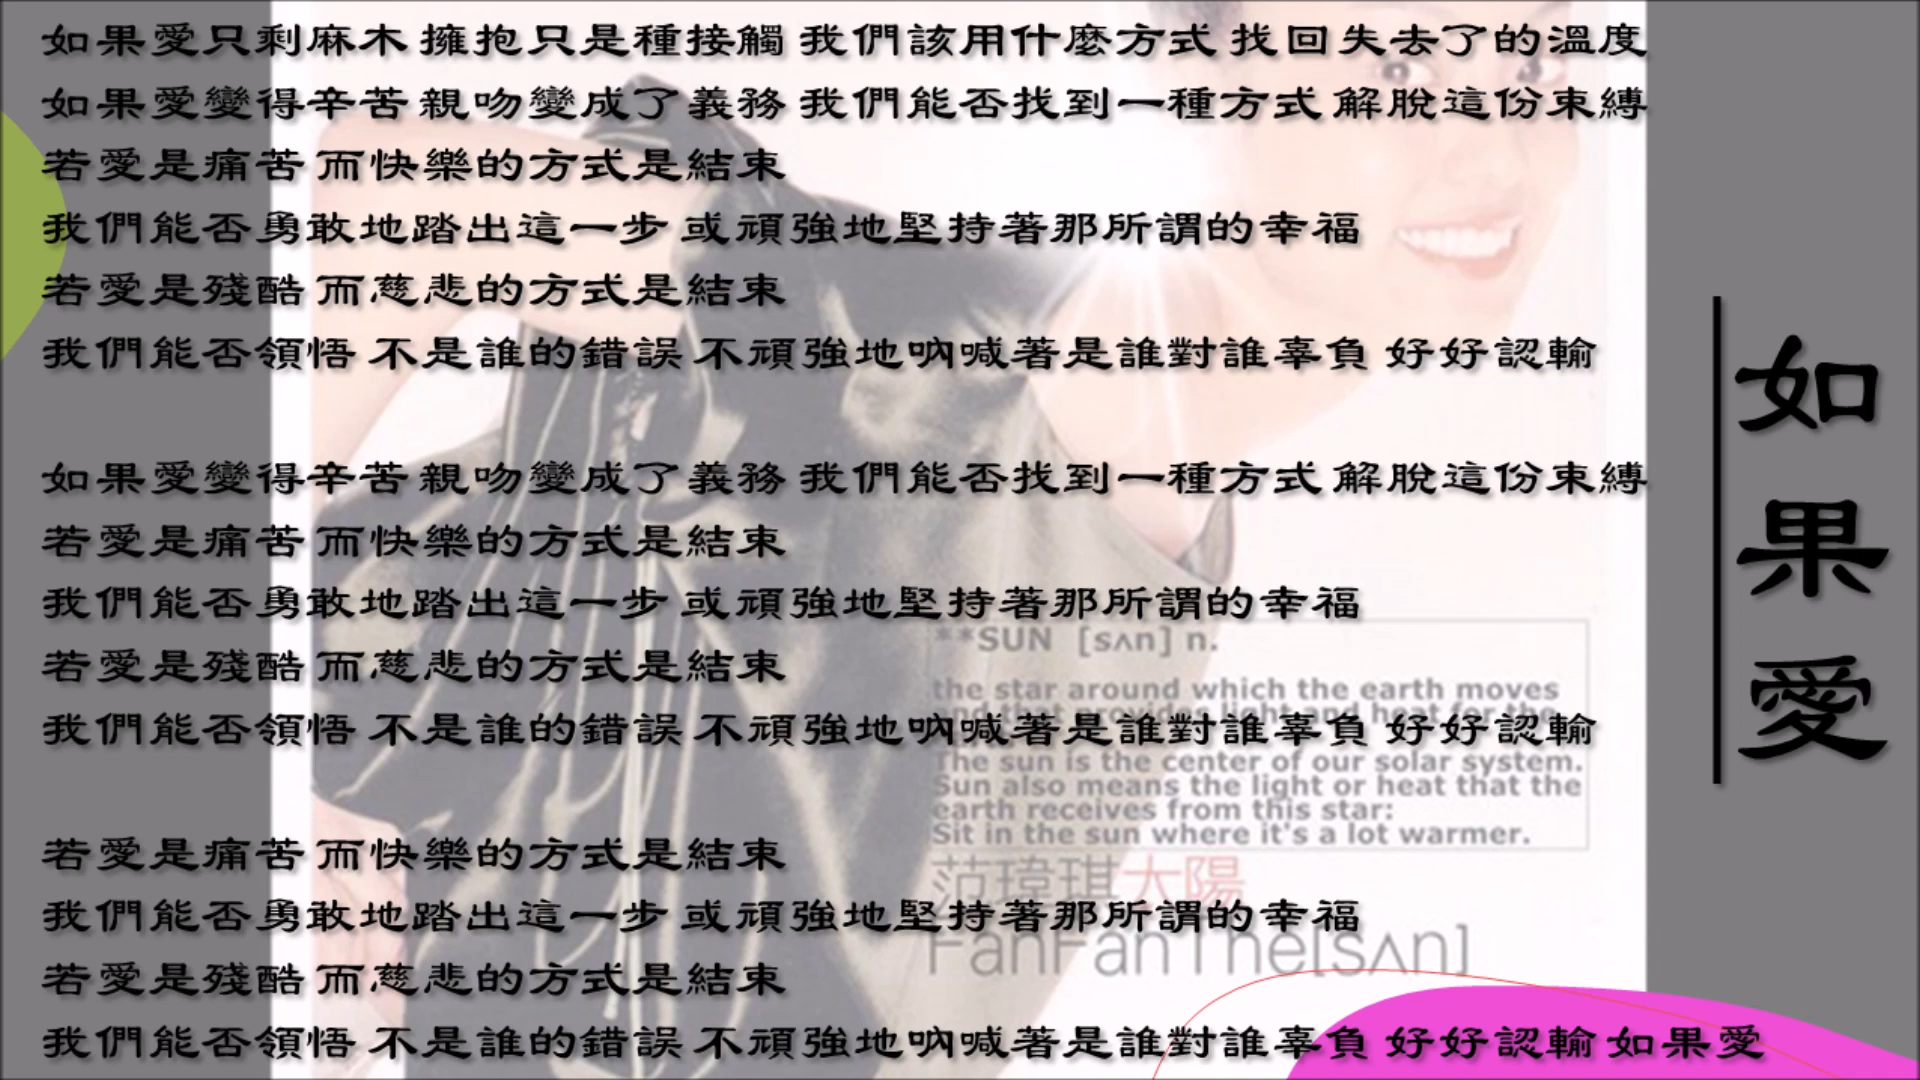 如果愛只剩麻木 擁抱只是種接觸 我們該用什麼方式 找回失去了的溫度
如果愛變得辛苦 親吻變成了義務 我們能否找到一種方式 解脫這份束縛
若愛是痛苦 而快樂的方式是結束
我們能否勇敢地踏出這一步 或頑強地堅持著那所謂的幸福
若愛是殘酷 而慈悲的方式是結束
我們能否領悟 不是誰的錯誤 不頑強地吶喊著是誰對誰辜負 好好認輸
如果愛變得辛苦 親吻變成了義務 我們能否找到一種方式 解脫這份束縛
若愛是痛苦 而快樂的方式是結束
我們能否勇敢地踏出這一步 或頑強地堅持著那所謂的幸福
若愛是殘酷 而慈悲的方式是結束
我們能否領悟 不是誰的錯誤 不頑強地吶喊著是誰對誰辜負 好好認輸
若愛是痛苦 而快樂的方式是結束
我們能否勇敢地踏出這一步 或頑強地堅持著那所謂的幸福
若愛是殘酷 而慈悲的方式是結束
我們能否領悟 不是誰的錯誤 不頑強地吶喊著是誰對誰辜負 好好認輸 如果愛
如果愛
**SUN [sʌn] n.
the star around which the earth moves
and that provides light and heat for the
The sun is the center of our solar system.
Sun also means the light or heat that the
earth receives from this star:
Sit in the sun where it's a lot warmer.
范瑋琪太陽
FanFanThe[sʌn]